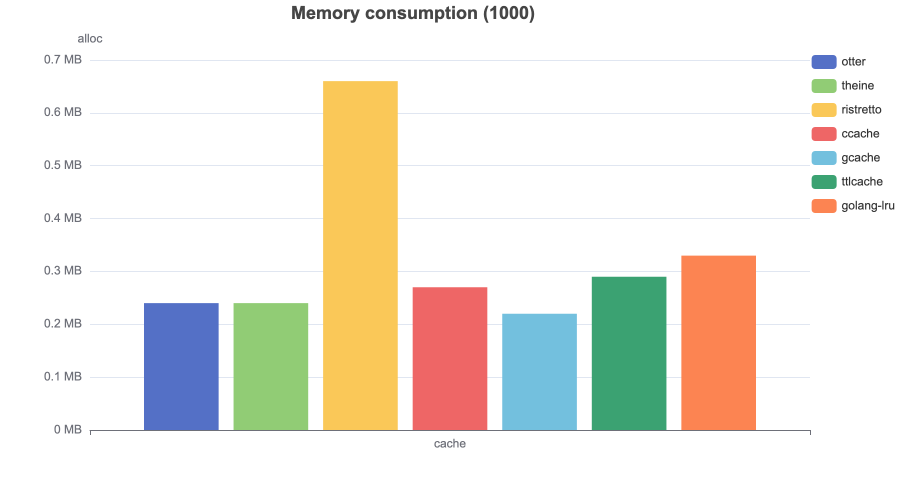 Memory consumption (1000)
alloc
0.7 MB
0.6 MB
0.5 MB
0.4 MB
0.3 MB
0.2 MB
0.1 MB
0 MB
cache
otter
theine
ristretto
ccache
gcache
ttlcache
golang-lru